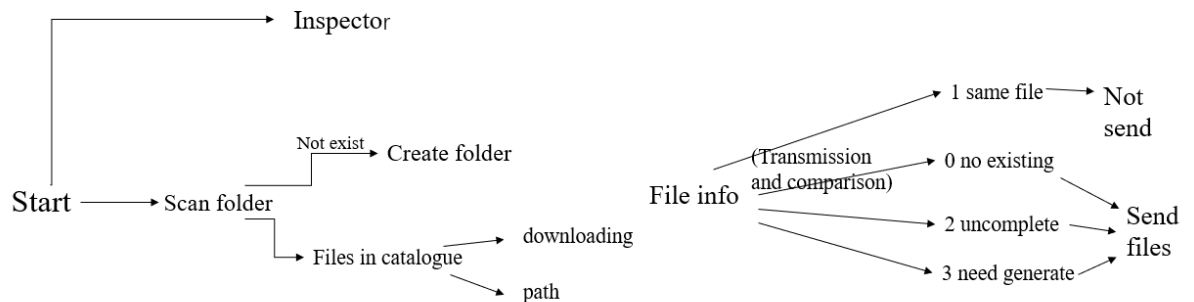 Inspector
Not exist
Create folder
Start
Scan folder
Files in catalogue
downloading
path
File info
(Transmission
and comparison)
1 same file
Not
send
0 no existing
2 uncomplete
3 need generate
Send
files